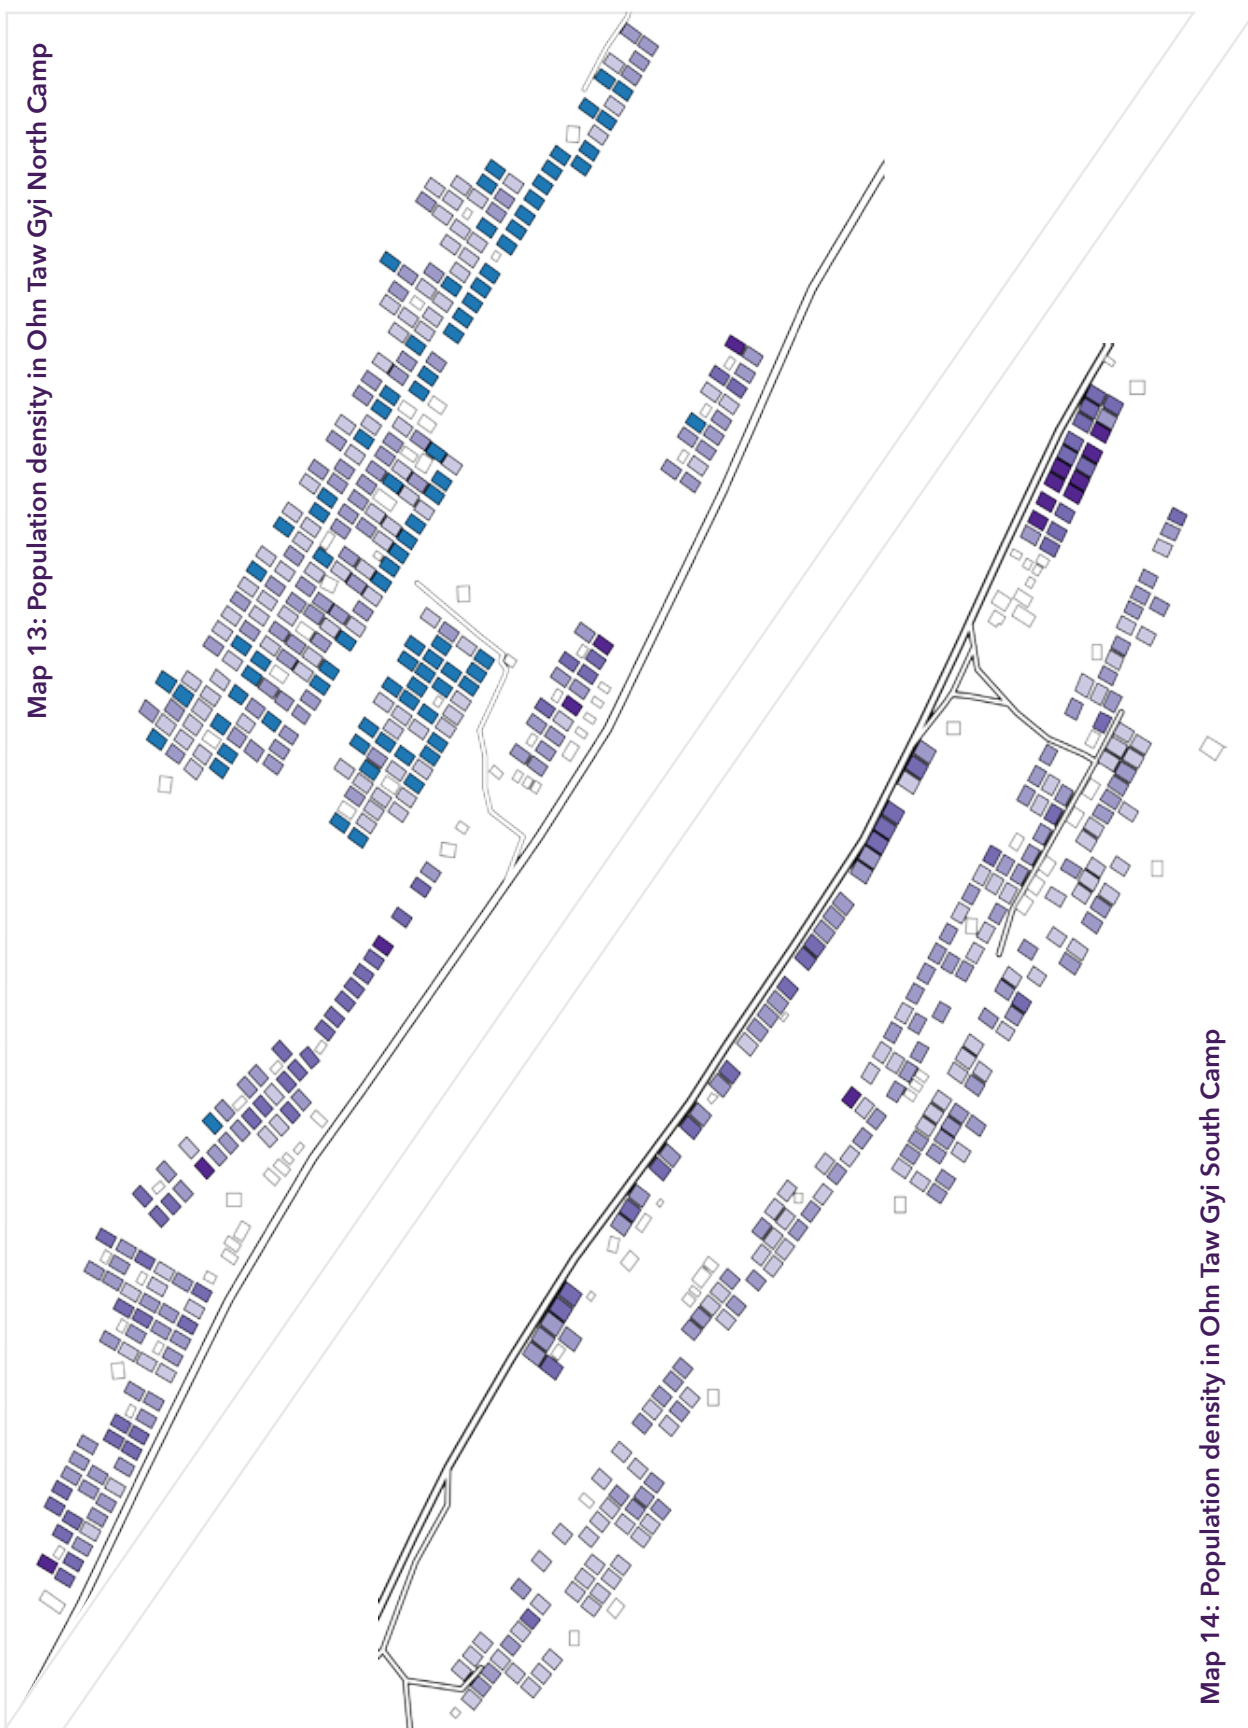 Map 13: Population density in Ohn Taw Gyi North Camp
Map 14: Population density in Ohn Taw Gyi South Camp